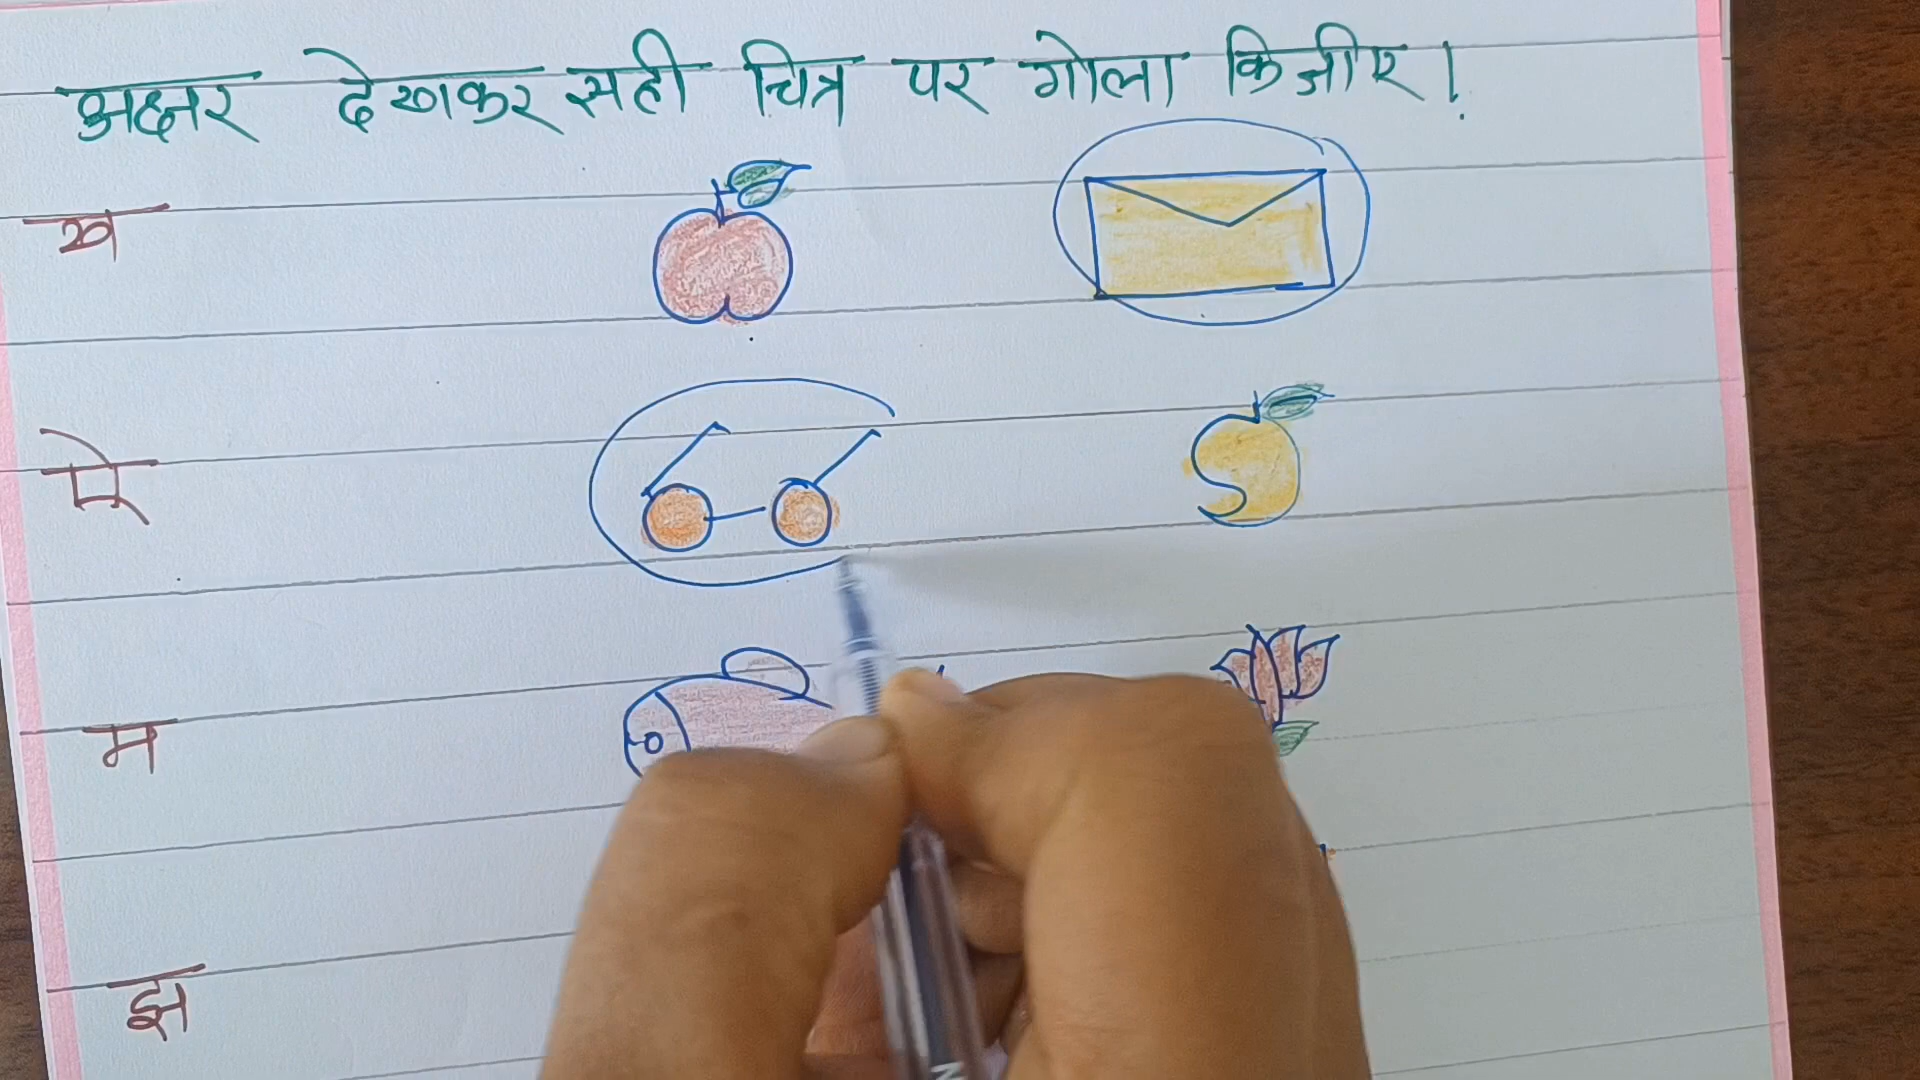 अक्षर देखकर सही चित्र पर गोला किजीए।
ख
ऐ
म
झ